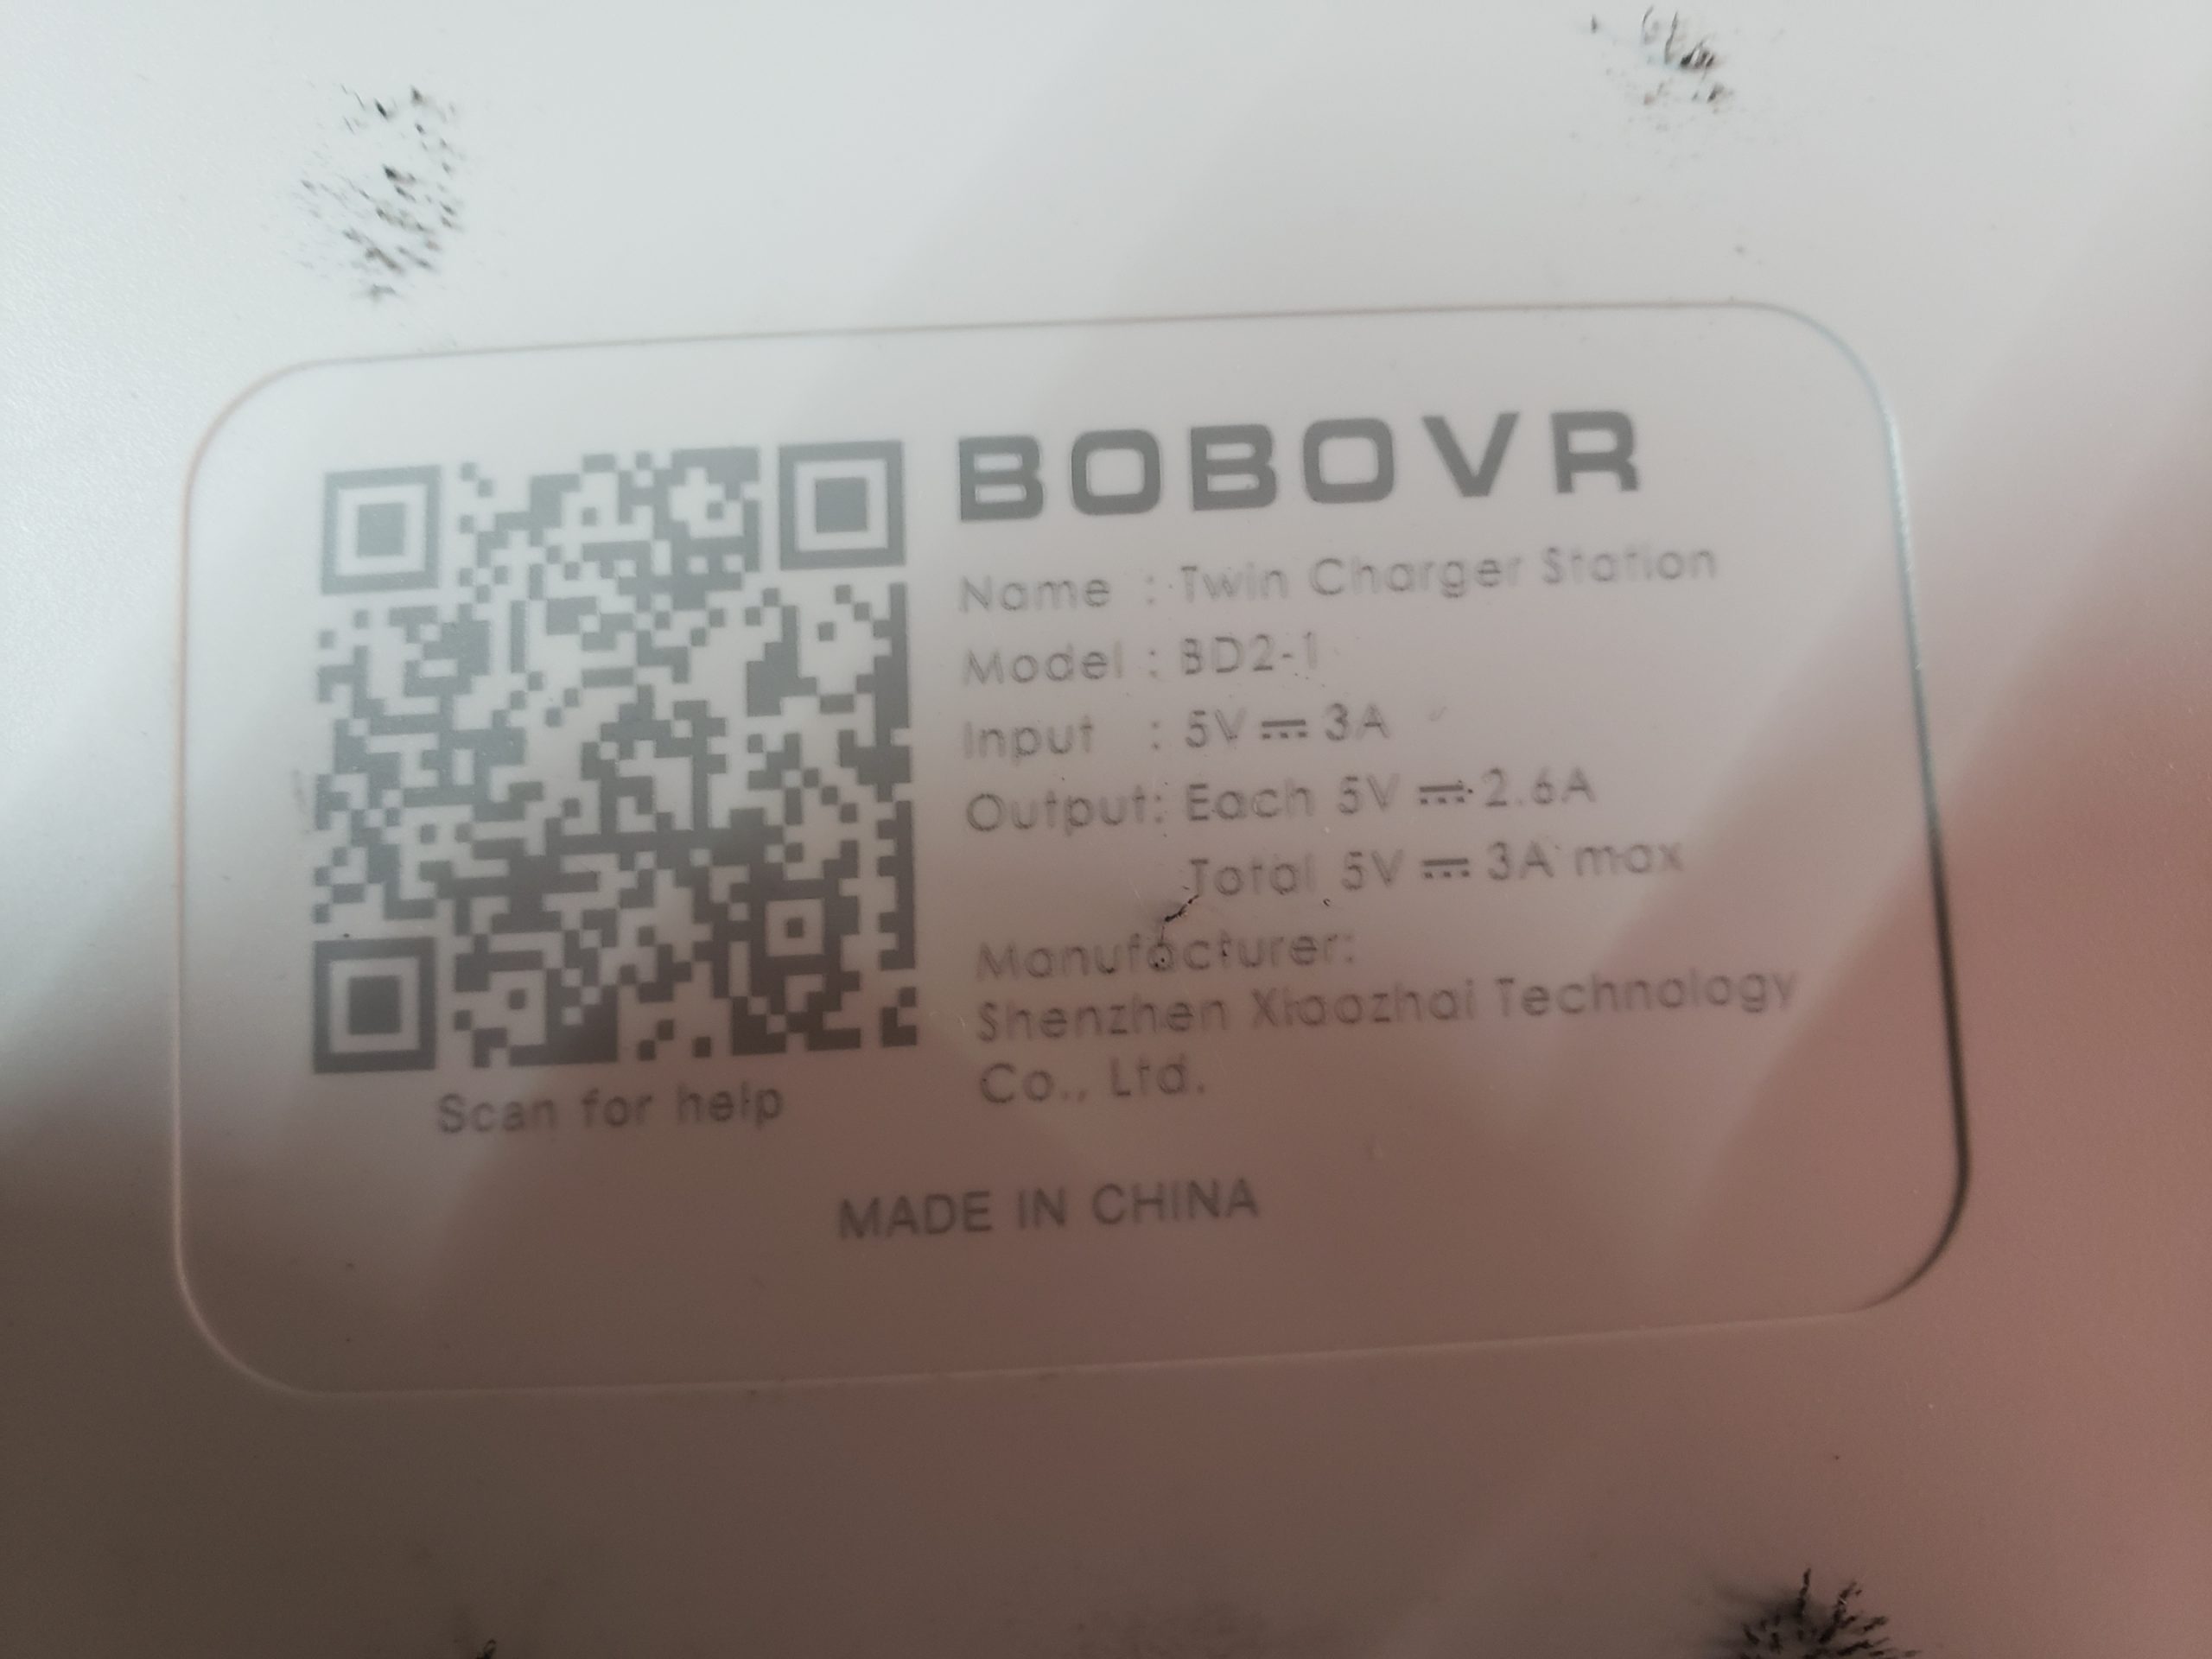 BOBOVR
Name : Twin Charger Station
Model : BD2-1
Input : 5V ⎓ 3A
Output: Each 5V ⎓ 2.6A
Total 5V ⎓ 3A max
Manufacturer:
Shenzhen Xiaozhai Technology
Co., Ltd.
Scan for help
MADE IN CHINA